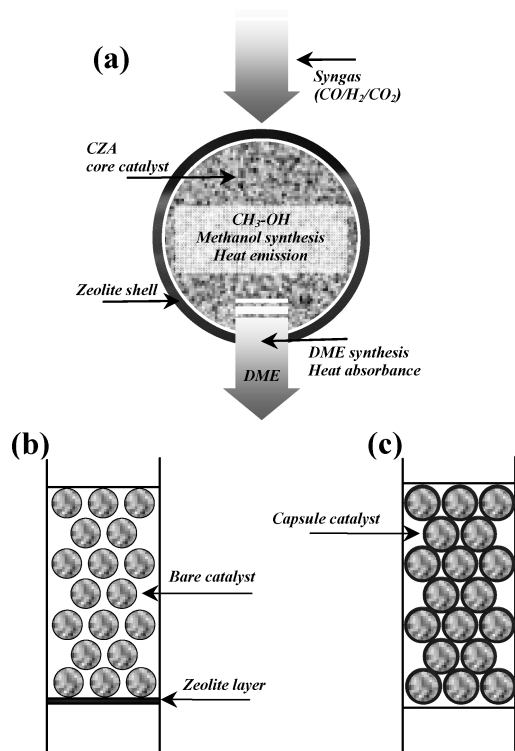 (a)
Syngas
(CO/H₂/CO₂)
CZA
core catalyst
CH₃-OH
Methanol synthesis
Heat emission
Zeolite shell
DME synthesis
Heat absorbance
DME
(b)
(c)
Capsule catalyst
Bare catalyst
Zeolite layer